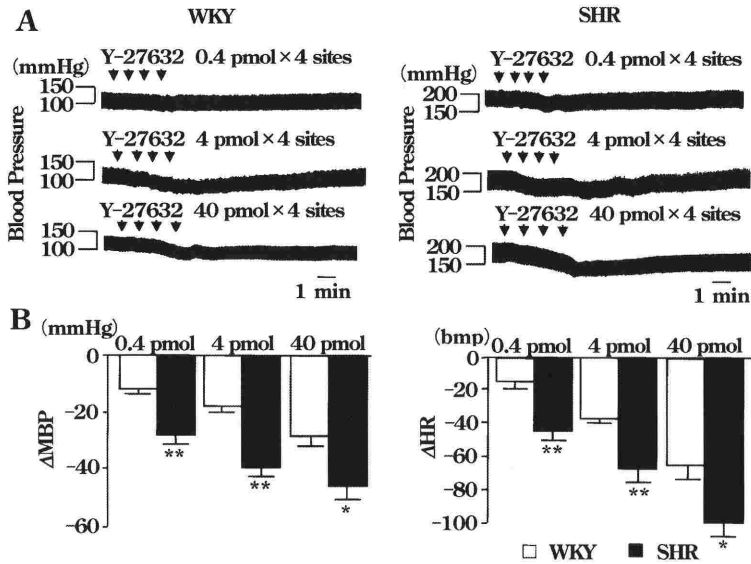 A
WKY
SHR
Y-27632 0.4 pmol×4 sites
(mmHg)
150
100
Y-27632 4 pmol×4 sites
150
100
Y-27632 40 pmol×4 sites
150
100
Blood Pressure
1 min
Y-27632 0.4 pmol×4 sites
(mmHg)
200
150
Y-27632 4 pmol×4 sites
200
150
Y-27632 40 pmol×4 sites
200
150
Blood Pressure
1 min
B
(mmHg)
0.4 pmol 4 pmol 40 pmol
0
-20
-40
-60
ΔMBP
** ** *
(bmp)
0.4 pmol 4 pmol 40 pmol
0
-20
-40
-60
-80
-100
ΔHR
** ** *
WKY SHR